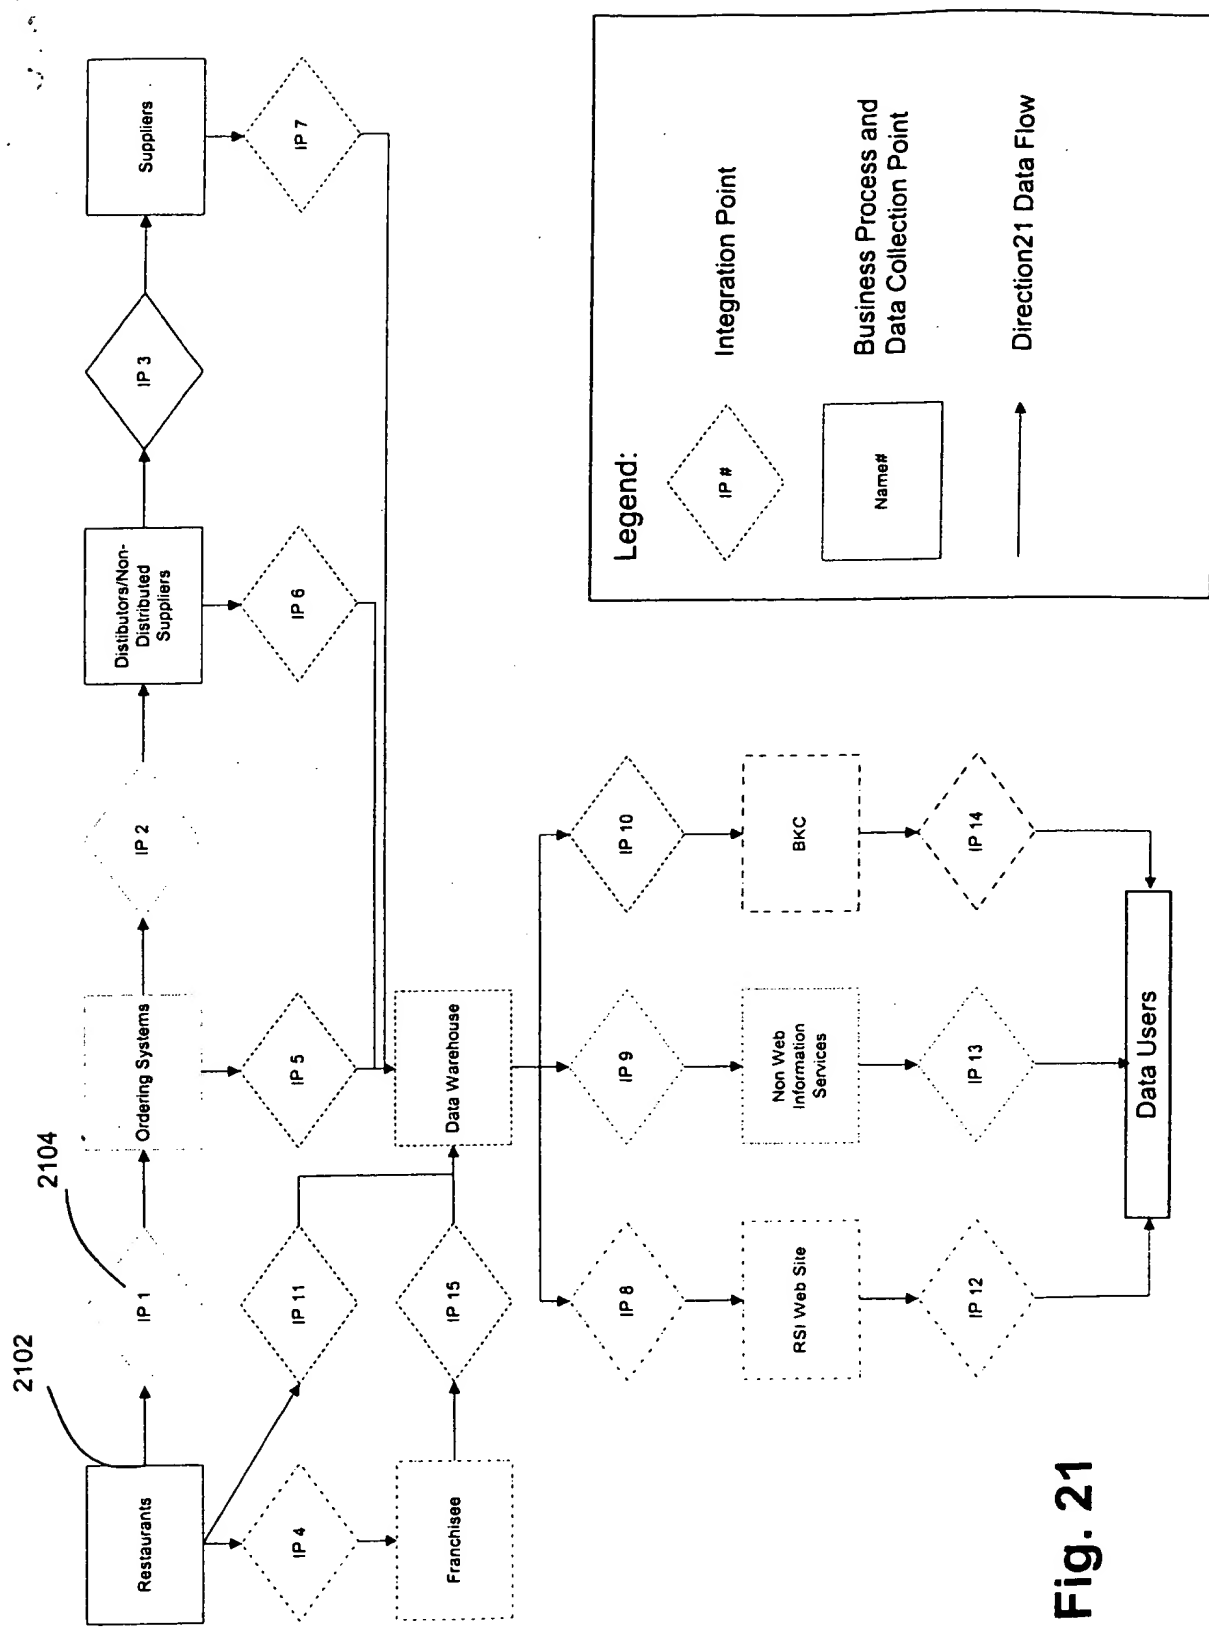 2102
2104
Restaurants
IP 1
Ordering Systems
IP 2
Distibutors/Non-
Distributed
Suppliers
IP 3
Suppliers
IP 4
IP 11
IP 5
IP 6
IP 7
Franchisee
IP 15
Data Warehouse
IP 8
IP 9
IP 10
RSI Web Site
Non Web
Information
Services
BKC
IP 12
IP 13
IP 14
Data Users
Legend:
IP #
Integration Point
Name#
Business Process and
Data Collection Point
Direction21 Data Flow
Fig. 21